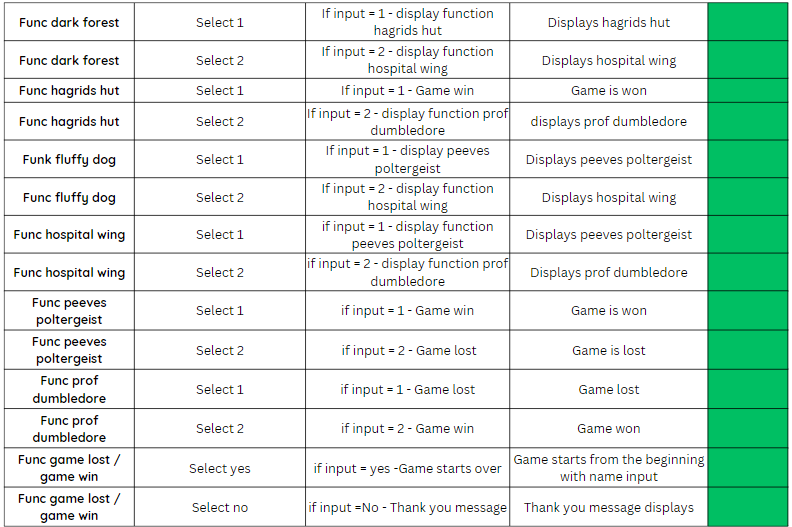 Func dark forest
Select 1
If input = 1 - display function
hagrids hut
Displays hagrids hut
Func dark forest
Select 2
If input = 2 - display function
hospital wing
Displays hospital wing
Func hagrids hut
Select 1
If input = 1 - Game win
Game is won
Func hagrids hut
Select 2
If input = 2 - display function prof
dumbledore
displays prof dumbledore
Funk fluffy dog
Select 1
If input = 1 - display peeves
poltergeist
Displays peeves poltergeist
Func fluffy dog
Select 2
If input = 2 - display function
hospital wing
Displays hospital wing
Func hospital wing
Select 1
if input = 1 - display function
peeves poltergeist
Displays peeves poltergeist
Func hospital wing
Select 2
if input = 2 - display function prof
dumbledore
Displays prof dumbledore
Func peeves
poltergeist
Select 1
if input = 1 - Game win
Game is won
Func peeves
poltergeist
Select 2
if input = 2 - Game lost
Game is lost
Func prof
dumbledore
Select 1
if input = 1 - Game lost
Game lost
Func prof
dumbledore
Select 2
if input = 2 - Game win
Game won
Func game lost /
game win
Select yes
if input = yes -Game starts over
Game starts from the beginning
with name input
Func game lost /
game win
Select no
if input =No - Thank you message
Thank you message displays